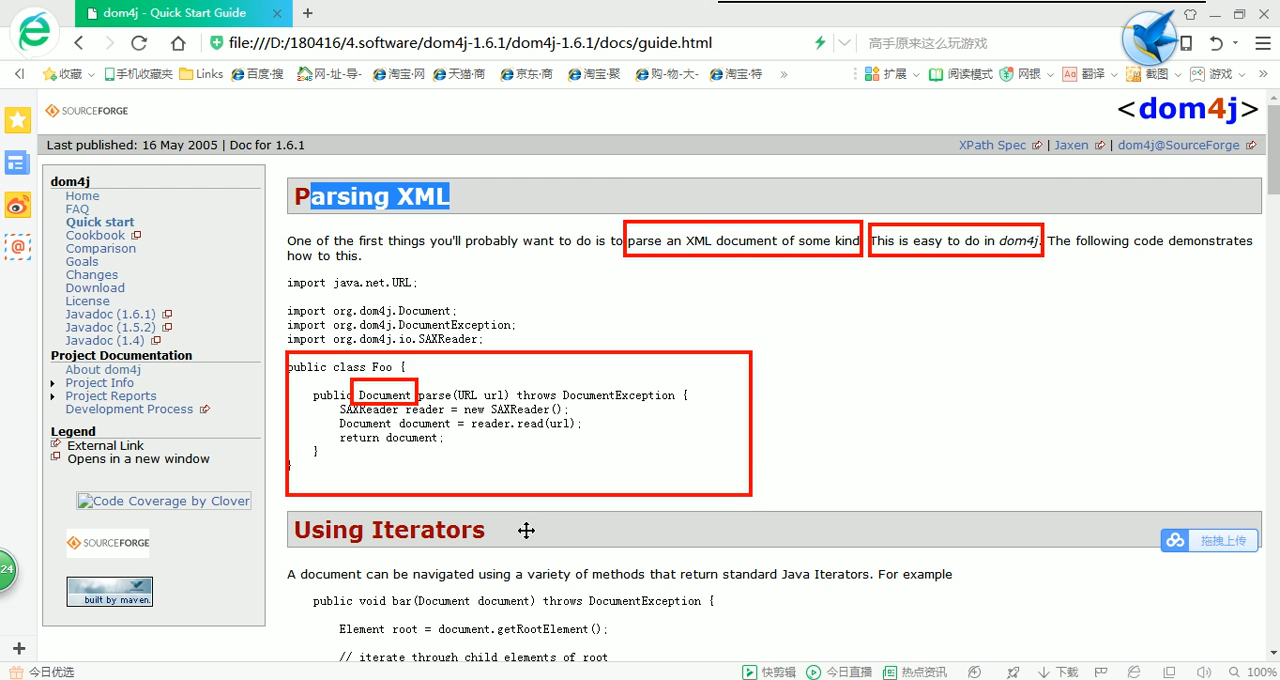 dom4j - Quick Start Guide
file:///D:/180416/4.software/dom4j-1.6.1/dom4j-1.6.1/docs/guide.html
高手原来这么玩游戏
收藏 手机收藏夹 Links 百度·搜 网·址·导· 淘宝·网 天猫·商 京东·商 淘宝·聚 购·物·大· 淘宝·特 » 扩展 阅读模式 网银 Aa 翻译 截图 游戏 »
SOURCEFORGE
<dom4j>
Last published: 16 May 2005 | Doc for 1.6.1
XPath Spec | Jaxen | dom4j@SourceForge
dom4j
Home
FAQ
Quick start
Cookbook
Comparison
Goals
Changes
Download
License
Javadoc (1.6.1)
Javadoc (1.5.2)
Javadoc (1.4)
Project Documentation
About dom4j
Project Info
Project Reports
Development Process
Legend
External Link
Opens in a new window
Code Coverage by Clover
SOURCEFORGE
built by maven
24
Parsing XML
One of the first things you'll probably want to do is to parse an XML document of some kind This is easy to do in dom4j. The following code demonstrates
how to this.
import java.net.URL;
import org.dom4j.Document;
import org.dom4j.DocumentException;
import org.dom4j.io.SAXReader;
public class Foo {
public Document parse(URL url) throws DocumentException {
SAXReader reader = new SAXReader();
Document document = reader.read(url);
return document;
}
}
Using Iterators
拖拽上传
A document can be navigated using a variety of methods that return standard Java Iterators. For example
public void bar(Document document) throws DocumentException {
Element root = document.getRootElement();
// iterate through child elements of root
今日优选
快剪辑 今日直播 热点资讯 下载 100%